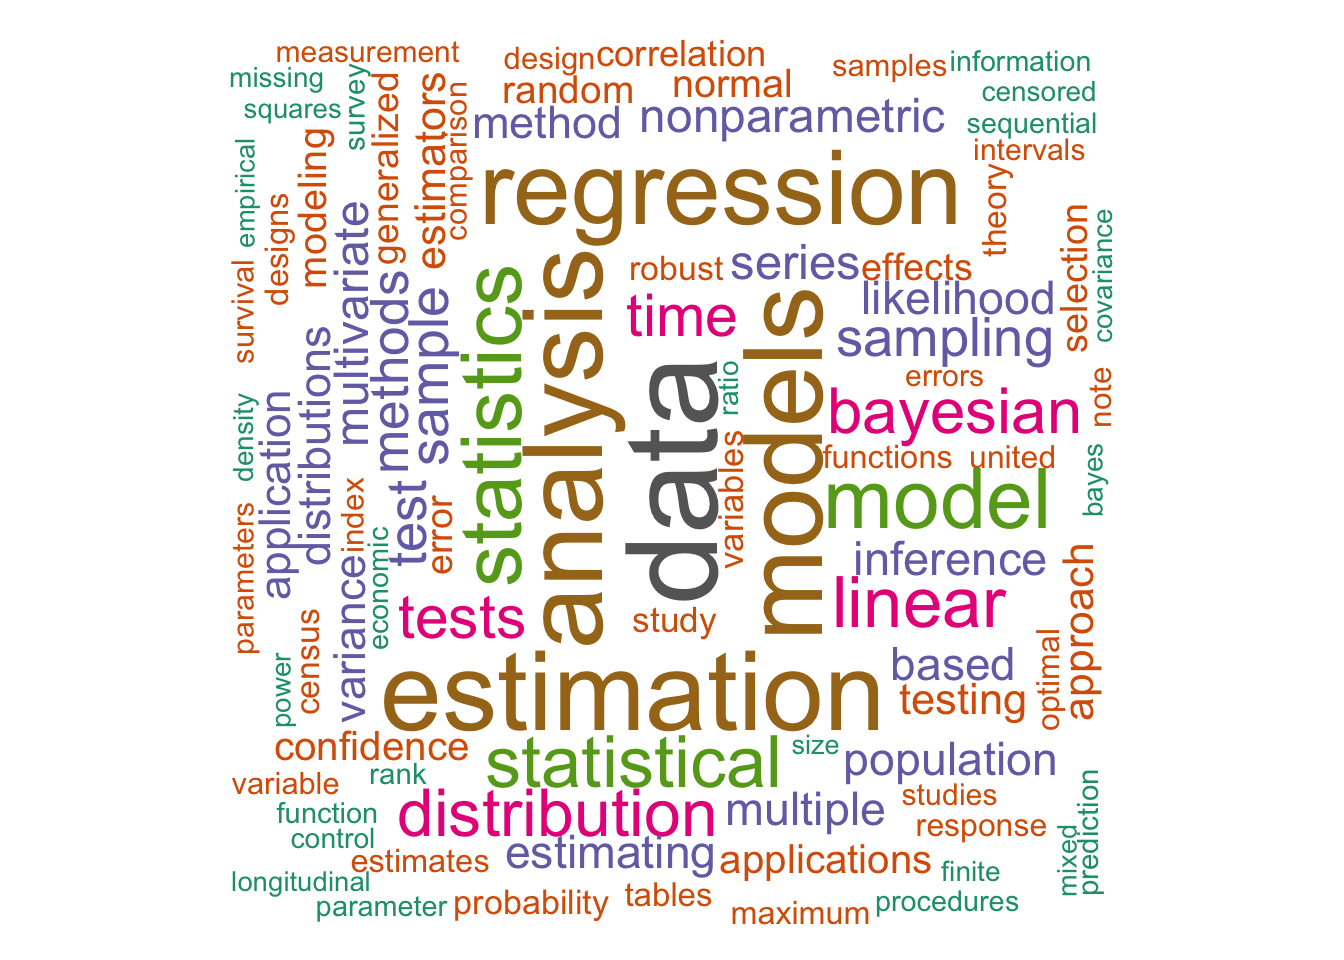 measurement
design
correlation
samples
information
missing
survey
random
normal
censored
squares
generalized
estimators
comparison
method
nonparametric
sequential
empirical
modeling
intervals
regression
theory
designs
multivariate
selection
covariance
survival
methods
sample
statistics
analysis
robust
series
effects
time
models
likelihood
sampling
distributions
data
ratio
errors
note
density
application
bayesian
variables
functions
united
bayes
test
error
model
parameters
index
economic
variance
inference
approach
tests
study
linear
census
power
estimation
based
testing
optimal
confidence
statistical
size
population
variable
rank
distribution
multiple
studies
prediction
function
response
mixed
control
estimates
estimating
applications
finite
longitudinal
parameter
probability
tables
maximum
procedures